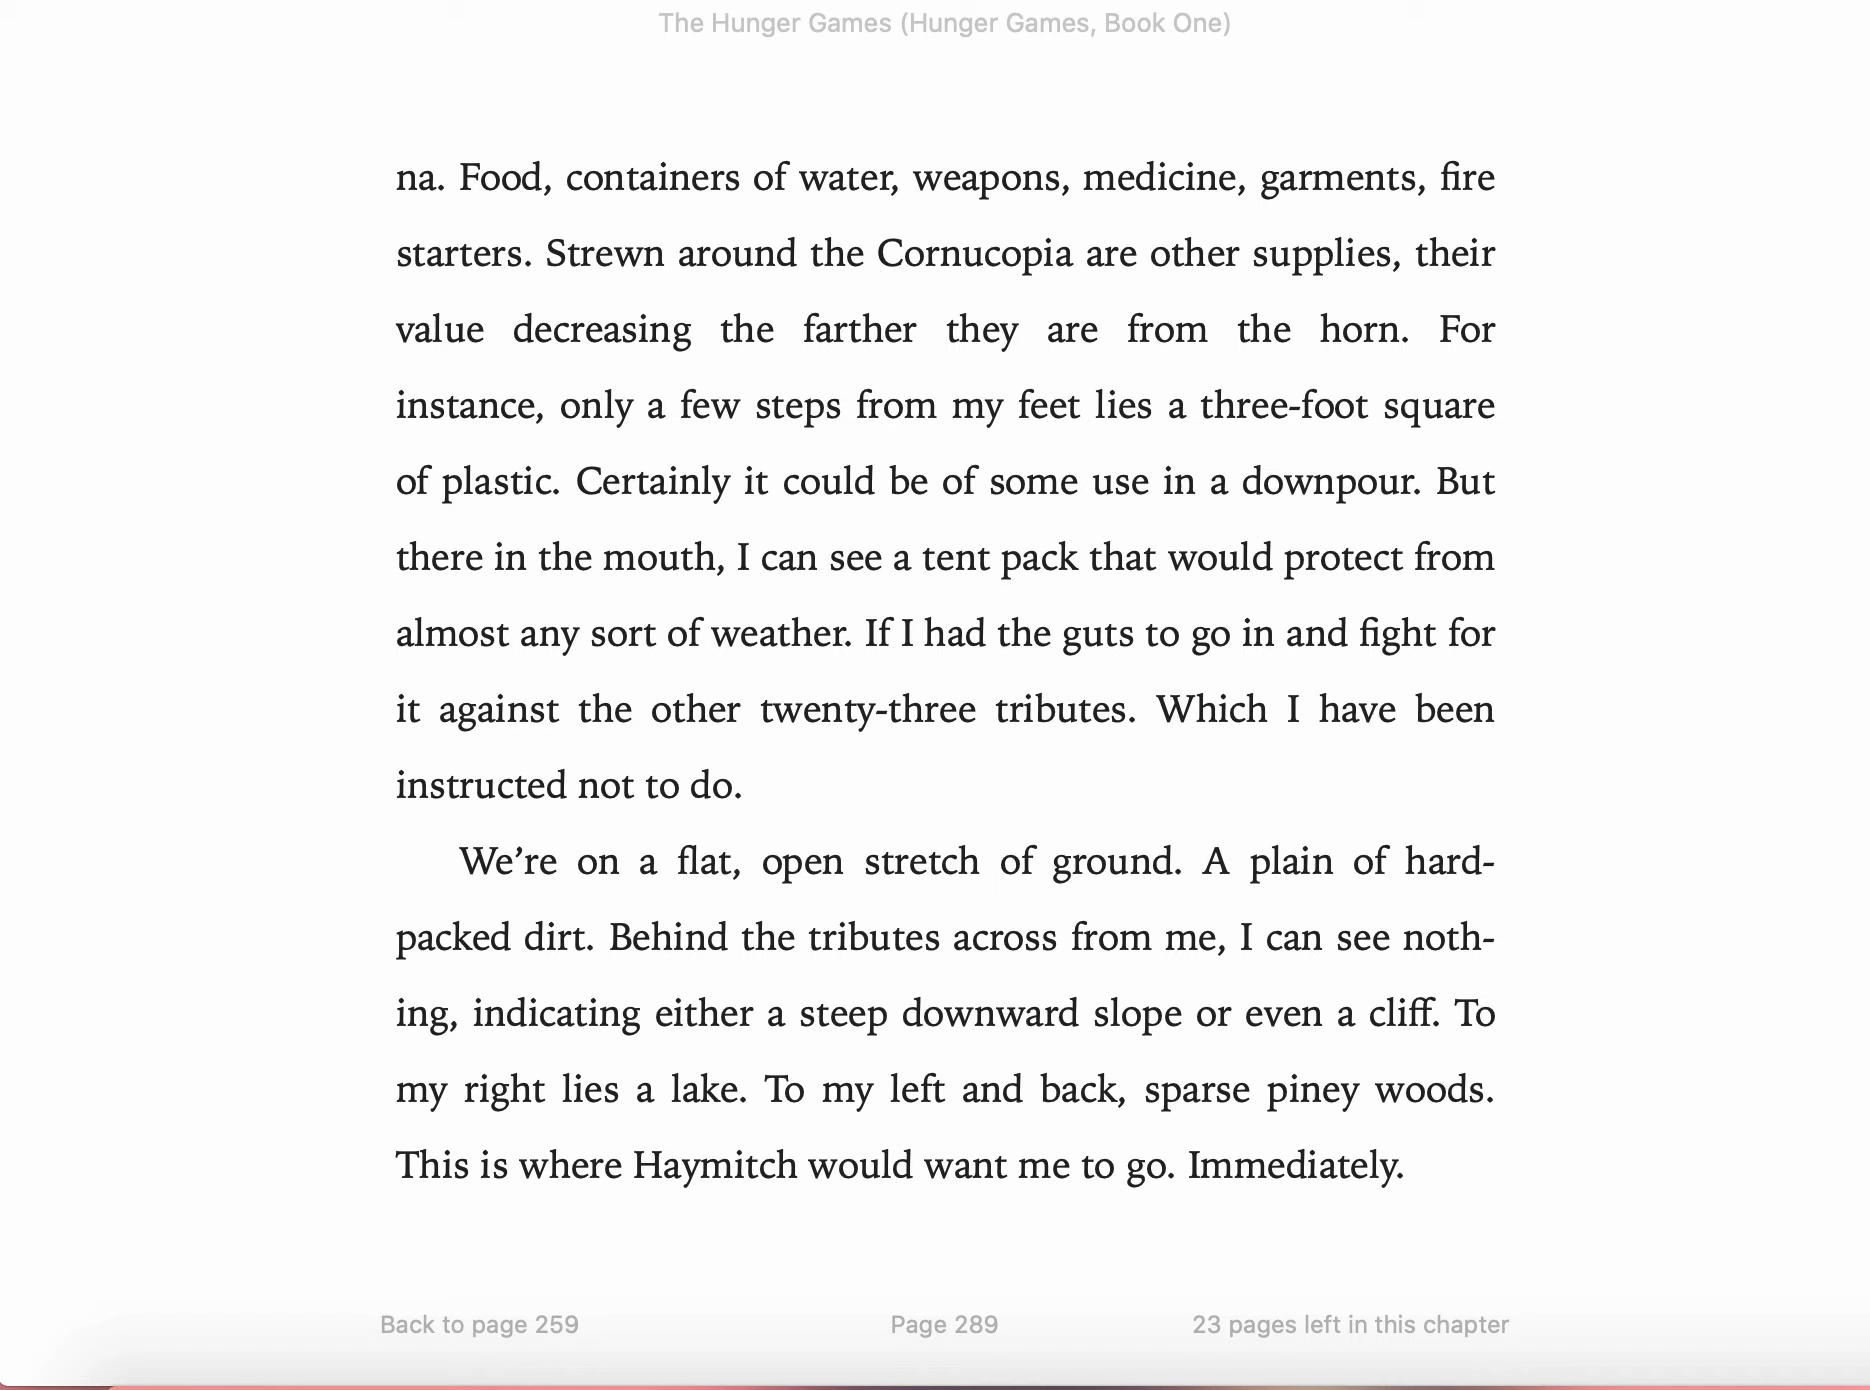 The Hunger Games (Hunger Games, Book One)
na. Food, containers of water, weapons, medicine, garments, fire
starters. Strewn around the Cornucopia are other supplies, their
value decreasing the farther they are from the horn. For
instance, only a few steps from my feet lies a three-foot square
of plastic. Certainly it could be of some use in a downpour. But
there in the mouth, I can see a tent pack that would protect from
almost any sort of weather. If I had the guts to go in and fight for
it against the other twenty-three tributes. Which I have been
instructed not to do.
We’re on a flat, open stretch of ground. A plain of hard-
packed dirt. Behind the tributes across from me, I can see noth-
ing, indicating either a steep downward slope or even a cliff. To
my right lies a lake. To my left and back, sparse piney woods.
This is where Haymitch would want me to go. Immediately.
Back to page 259
Page 289
23 pages left in this chapter